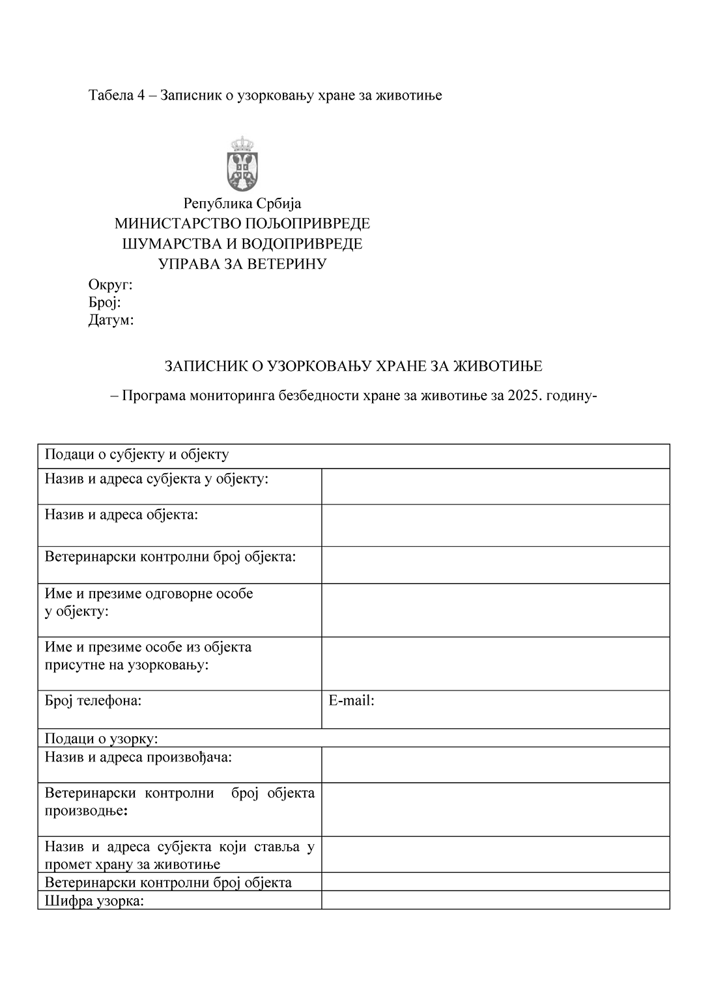 Табела 4 – Записник о узорковању хране за животиње
Република Србија
МИНИСТАРСТВО ПОЉОПРИВРЕДЕ
ШУМАРСТВА И ВОДОПРИВРЕДЕ
УПРАВА ЗА ВЕТЕРИНУ
Округ:
Број:
Датум:
ЗАПИСНИК О УЗОРКОВАЊУ ХРАНЕ ЗА ЖИВОТИЊЕ
– Програма мониторинга безбедности хране за животиње за 2025. годину-
Подаци о субјекту и објекту
Назив и адреса субјекта у објекту:
Назив и адреса објекта:
Ветеринарски контролни број објекта:
Име и презиме одговорне особе
у објекту:
Име и презиме особе из објекта
присутне на узорковању:
Број телефона:
E-mail:
Подаци о узорку:
Назив и адреса произвођача:
Ветеринарски контролни број објекта
производње:
Назив и адреса субјекта који ставља у
промет храну за животиње
Ветеринарски контролни број објекта
Шифра узорка: